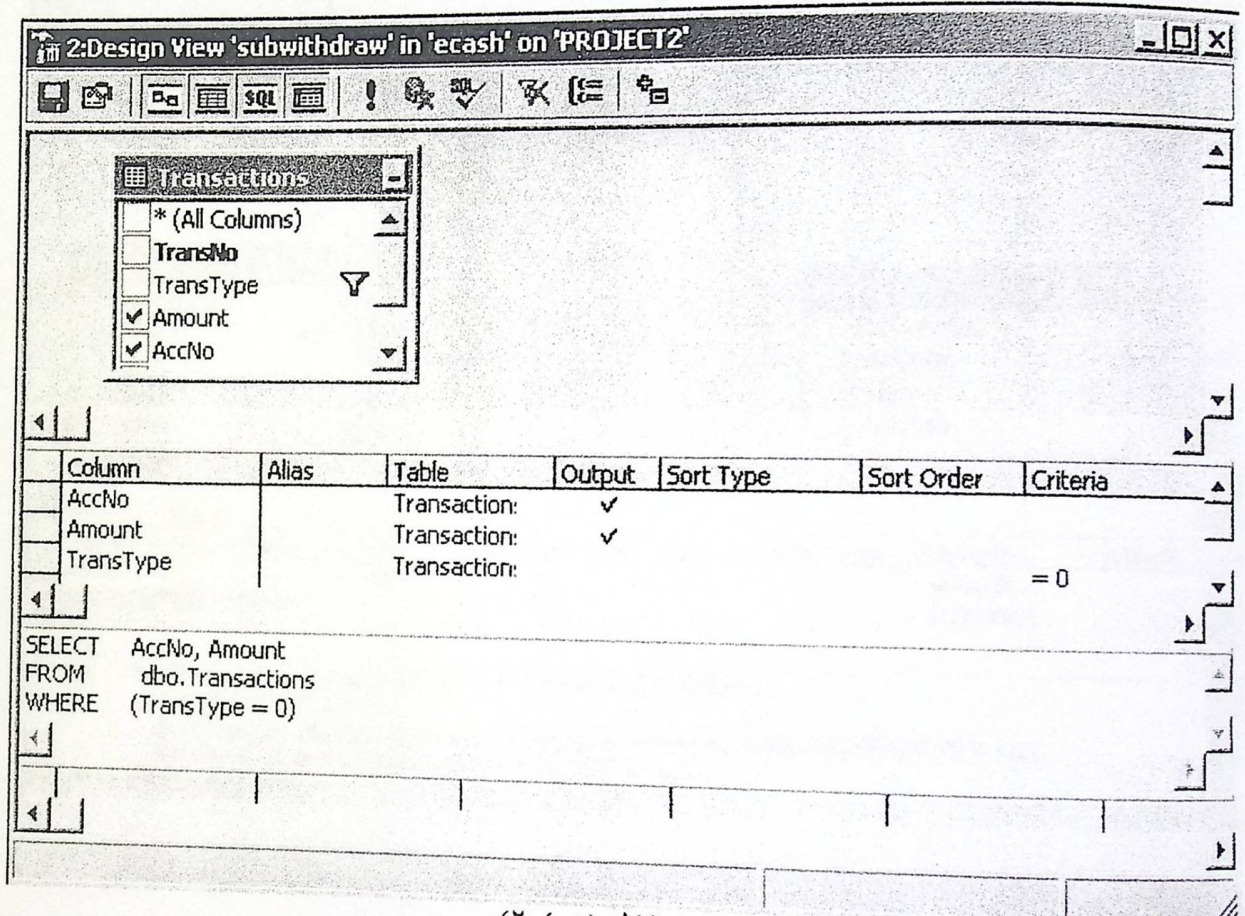 2:Design View 'subwithdraw' in 'ecash' on 'PROJECT2'
SQL
SQL
Transactions
* (All Columns)
TransNo
TransType
Amount
AccNo
Column Alias Table Output Sort Type Sort Order Criteria
AccNo Transaction:
Amount Transaction:
TransType Transaction: = 0
SELECT AccNo, Amount
FROM dbo.Transactions
WHERE (TransType = 0)